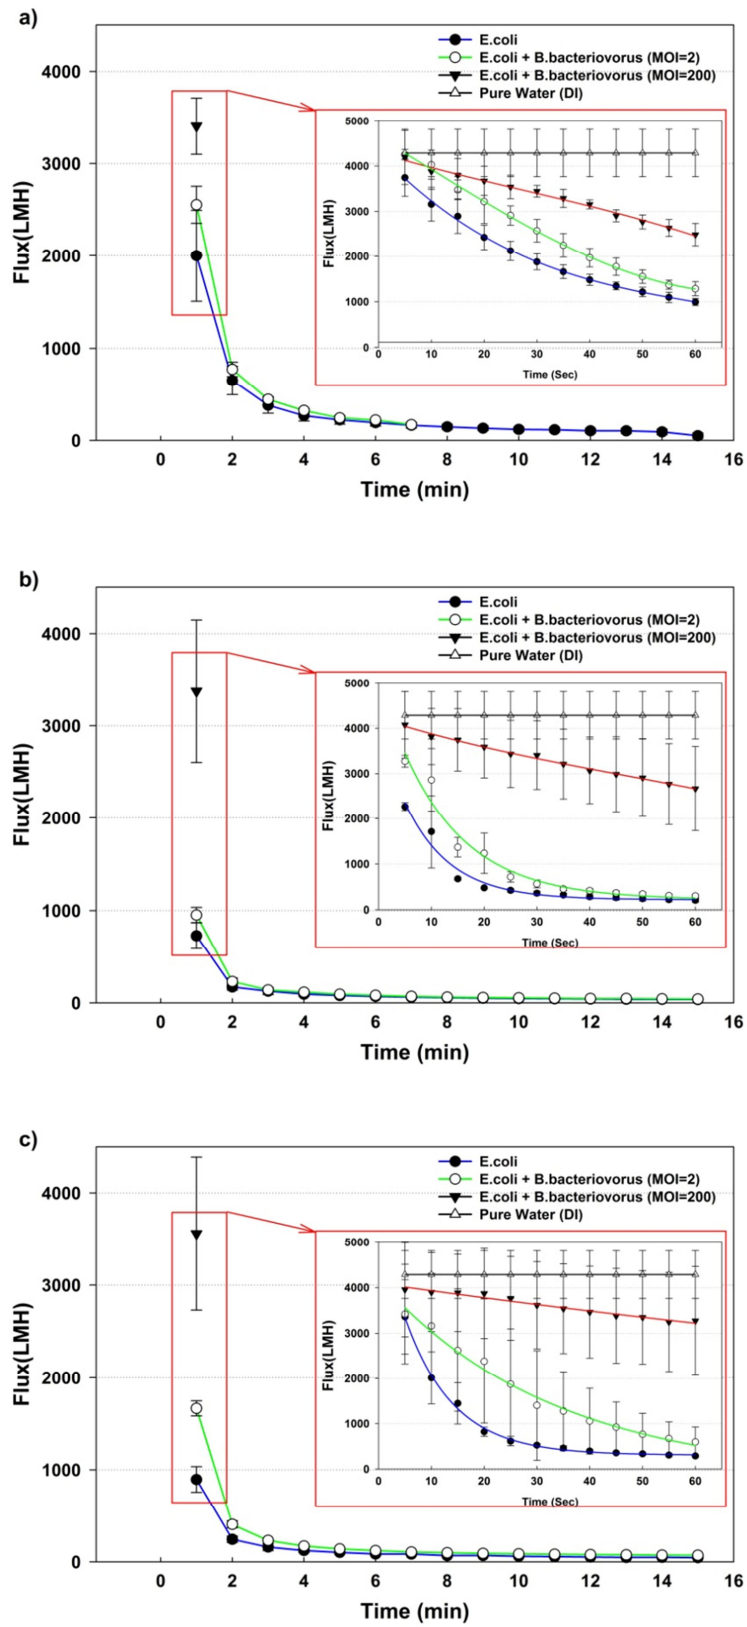 a)
E.coli
E.coli + B.bacteriovorus (MOI=2)
E.coli + B.bacteriovorus (MOI=200)
Pure Water (DI)
Flux(LMH)
4000
3000
2000
1000
0
Flux(LMH)
5000
4000
3000
2000
1000
0
0 10 20 30 40 50 60
Time (Sec)
0 2 4 6 8 10 12 14 16
Time (min)
b)
E.coli
E.coli + B.bacteriovorus (MOI=2)
E.coli + B.bacteriovorus (MOI=200)
Pure Water (DI)
Flux(LMH)
4000
3000
2000
1000
0
Flux(LMH)
5000
4000
3000
2000
1000
0
0 10 20 30 40 50 60
Time (Sec)
0 2 4 6 8 10 12 14 16
Time (min)
c)
E.coli
E.coli + B.bacteriovorus (MOI=2)
E.coli + B.bacteriovorus (MOI=200)
Pure Water (DI)
Flux(LMH)
4000
3000
2000
1000
0
Flux(LMH)
5000
4000
3000
2000
1000
0
0 10 20 30 40 50 60
Time (Sec)
0 2 4 6 8 10 12 14 16
Time (min)